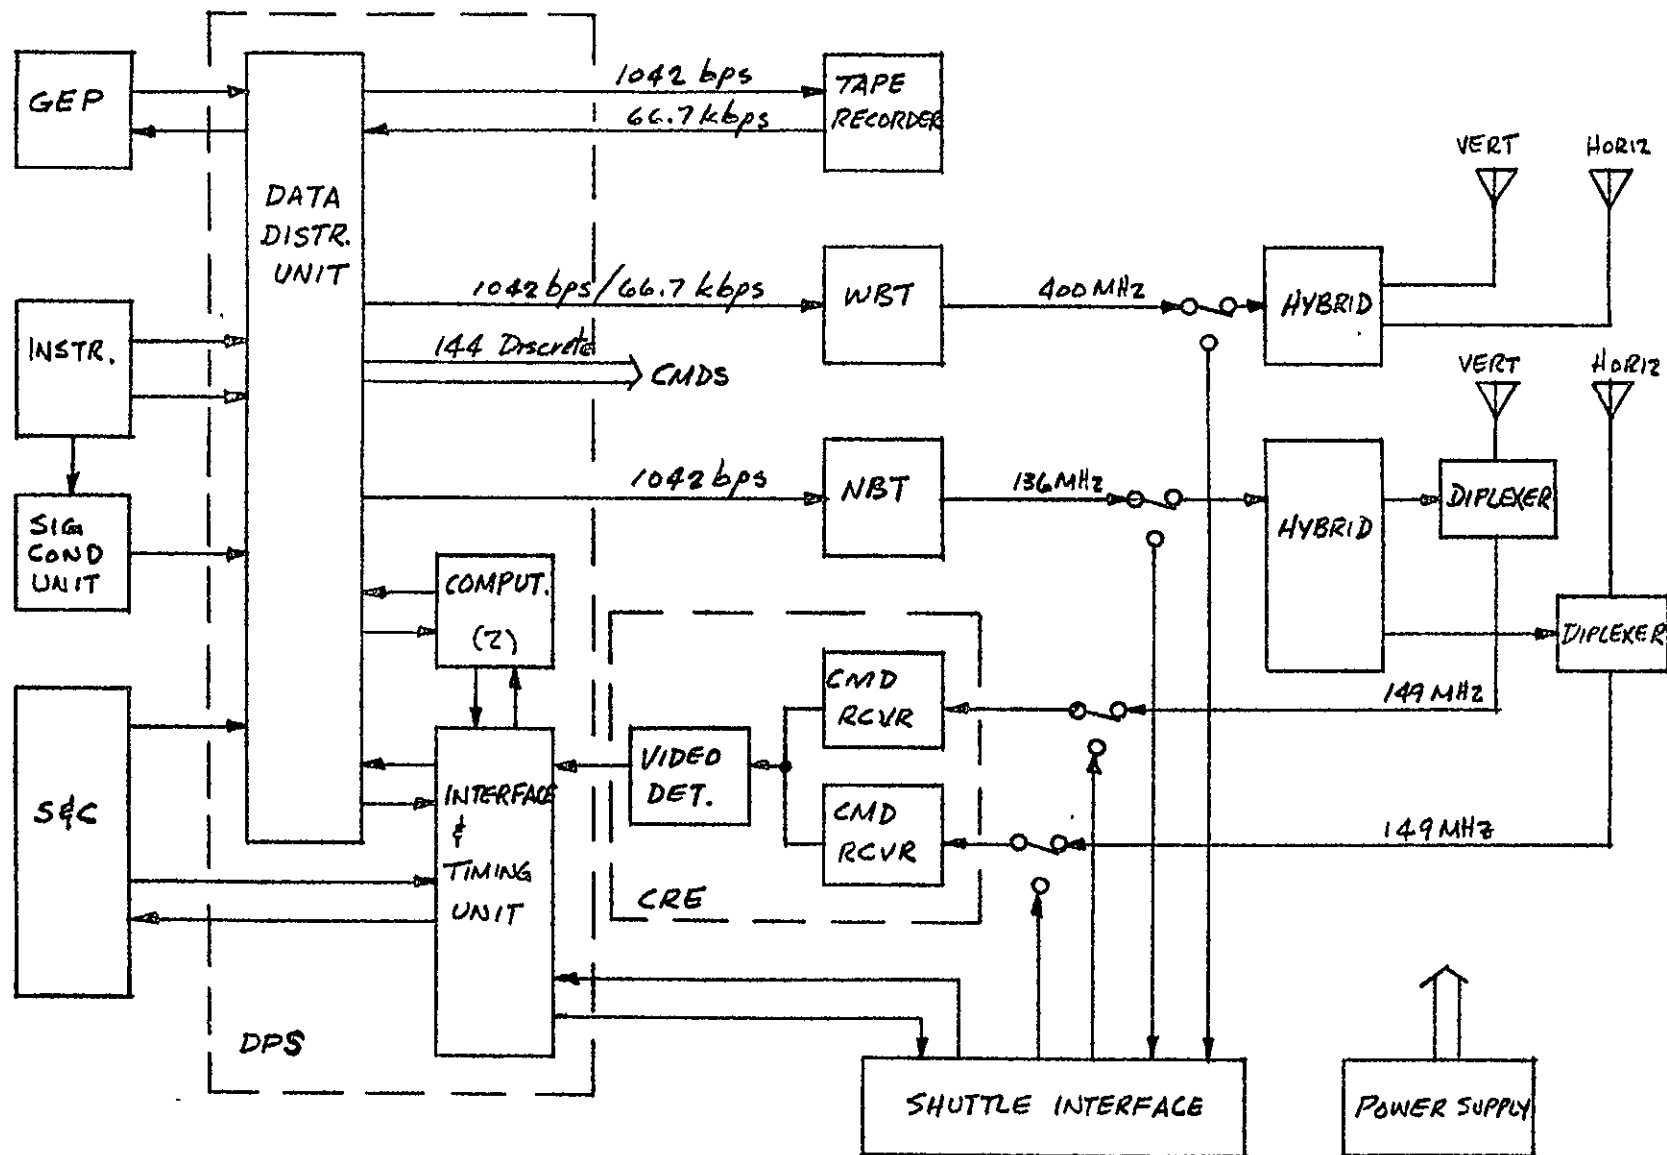 GEP
1042 bps
66.7 kbps
TAPE
RECORDER
VERT
HORIZ
DATA
DISTR.
UNIT
1042 bps/66.7 kbps
WBT
400 MHz
HYBRID
INSTR.
144 Discrete
CMDS
VERT
HORIZ
1042 bps
NBT
136 MHz
HYBRID
DIPLEXER
SIG
COND
UNIT
COMPUT.
(2)
DIPLEXER
CMD
RCVR
149 MHz
S&C
INTERFACE
&
TIMING
UNIT
VIDEO
DET.
CMD
RCVR
149 MHz
CRE
DPS
SHUTTLE INTERFACE
POWER SUPPLY